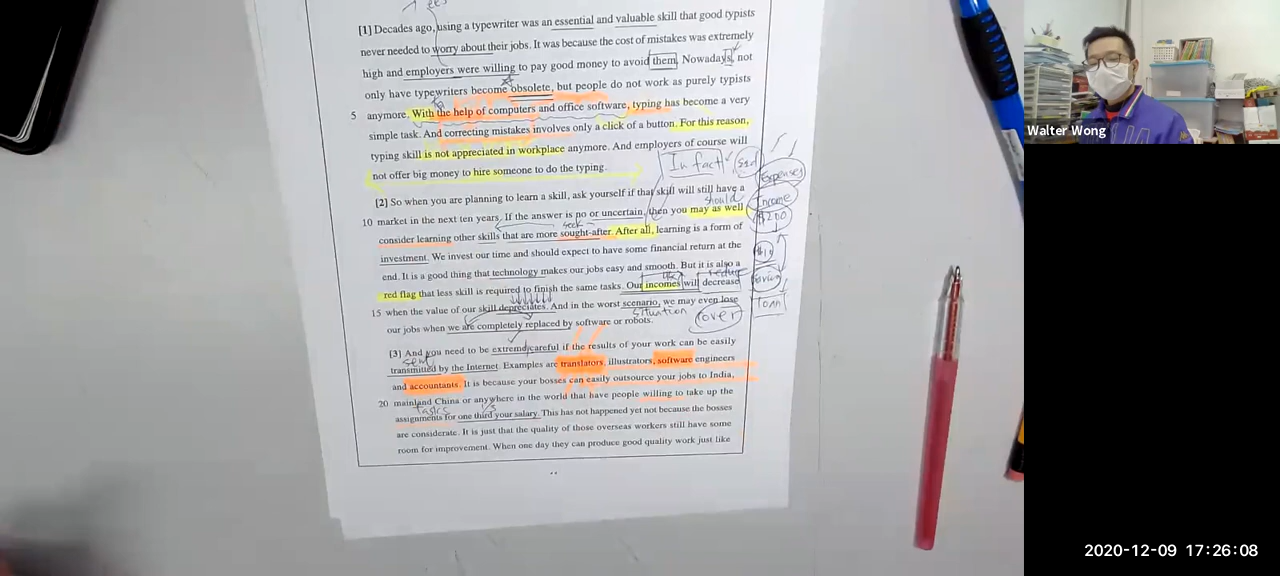 [1] Decades ago, using a typewriter was an essential and valuable skill that good typists
never needed to worry about their jobs. It was because the cost of mistakes was extremely
high and employers were willing to pay good money to avoid them. Nowadays, not
only have typewriters become obsolete, but people do not work as purely typists
5 anymore. With the help of computers and office software, typing has become a very
simple task. And correcting mistakes involves only a click of a button. For this reason,
typing skill is not appreciated in workplace anymore. And employers of course will
In fact
not offer big money to hire someone to do the typing.
Expenses
[2] So when you are planning to learn a skill, ask yourself if that skill will still have a
should
Income
10 market in the next ten years. If the answer is no or uncertain, then you may as well
$200
seek
consider learning other skills that are more sought-after. After all, learning is a form of
investment. We invest our time and should expect to have some financial return at the
end. It is a good thing that technology makes our jobs easy and smooth. But it is also a
reduce
red flag that less skill is required to finish the same tasks. Our incomes will decrease
15 when the value of our skill depreciates. And in the worst scenario, we may even lose
loan
situation
cover
our jobs when we are completely replaced by software or robots.
[3] And you need to be extremely careful if the results of your work can be easily
sent
transmitted by the Internet. Examples are translators, illustrators, software engineers
and accountants. It is because your bosses can easily outsource your jobs to India,
20 mainland China or anywhere in the world that have people willing to take up the
tasks 1/3
assignments for one third your salary. This has not happened yet not because the bosses
are considerate. It is just that the quality of those overseas workers still have some
room for improvement. When one day they can produce good quality work just like
Walter Wong
2020-12-09 17:26:08